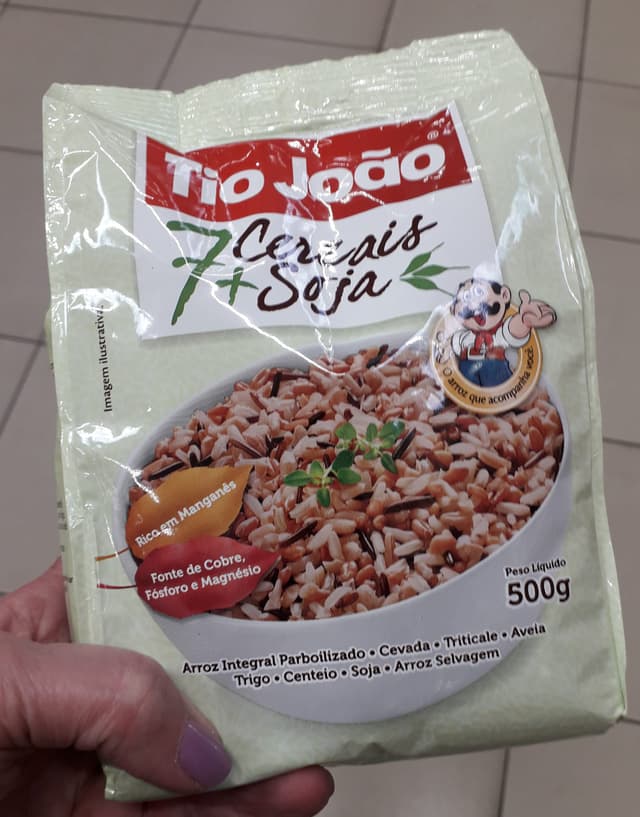 Tio João®
7 Cereais
+ Soja
O arroz que acompanha você!
Imagem ilustrativa.
Rico em Manganês
Fonte de Cobre,
Fósforo e Magnésio
Peso Líquido
500g
Arroz Integral Parboilizado • Cevada • Triticale • Aveia
Trigo • Centeio • Soja • Arroz Selvagem